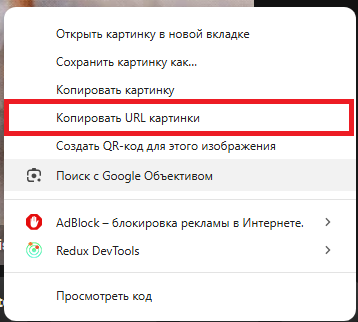 Открыть картинку в новой вкладке
Сохранить картинку как...
Копировать картинку
Копировать URL картинки
Создать QR-код для этого изображения
Поиск с Google Объективом
AdBlock – блокировка рекламы в Интернете.
Redux DevTools
Просмотреть код